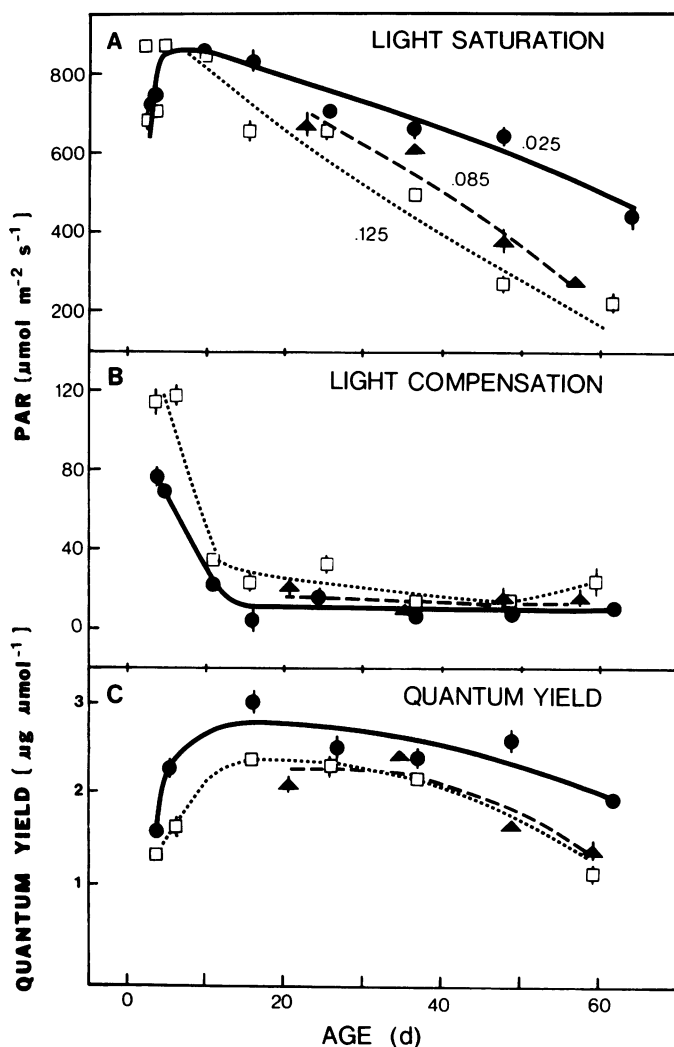 A
LIGHT SATURATION
800
600
400
200
.025
.085
.125
PAR (μmol m⁻² s⁻¹)
B
LIGHT COMPENSATION
120
80
40
0
C
QUANTUM YIELD
3
2
1
QUANTUM YIELD ( μg μmol⁻¹)
0
20
40
60
AGE (d)